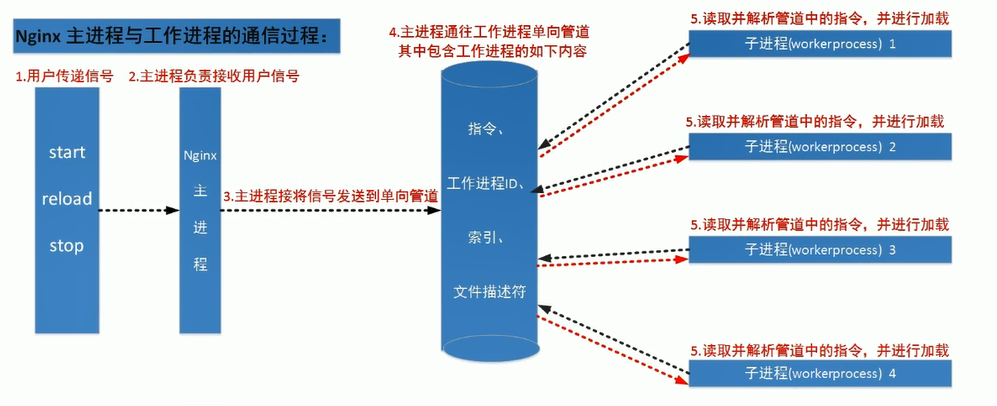 Nginx 主进程与工作进程的通信过程：
1.用户传递信号
2.主进程负责接收用户信号
start
reload
stop
Nginx
主
进
程
3.主进程接将信号发送到单向管道
4.主进程通往工作进程单向管道
其中包含工作进程的如下内容
指令、
工作进程ID、
索引、
文件描述符
5.读取并解析管道中的指令，并进行加载
子进程(workerprocess) 1
5.读取并解析管道中的指令，并进行加载
子进程(workerprocess) 2
5.读取并解析管道中的指令，并进行加载
子进程(workerprocess) 3
5.读取并解析管道中的指令，并进行加载
子进程(workerprocess) 4